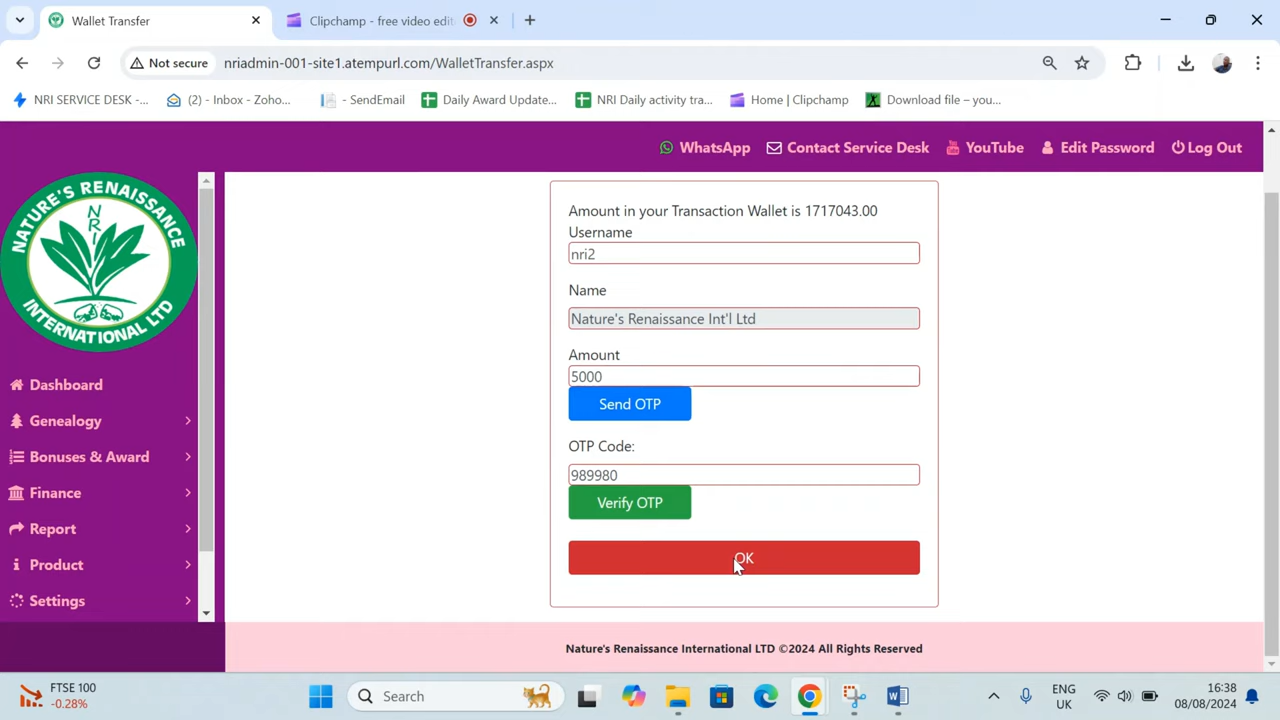 Wallet Transfer
Clipchamp - free video edit
Not secure
nriadmin-001-site1.atempurl.com/WalletTransfer.aspx
NRI SERVICE DESK -...
(2) - Inbox - Zoho...
- SendEmail
Daily Award Update...
NRI Daily activity tra...
Home | Clipchamp
Download file – you...
WhatsApp
Contact Service Desk
YouTube
Edit Password
Log Out
NATURE'S RENAISSANCE
NRI
INTERNATIONAL LTD
Dashboard
Genealogy
Bonuses & Award
Finance
Report
Product
Settings
Amount in your Transaction Wallet is 1717043.00
Username
nri2
Name
Nature's Renaissance Int'l Ltd
Amount
5000
Send OTP
OTP Code:
989980
Verify OTP
OK
Nature's Renaissance International LTD ©2024 All Rights Reserved
FTSE 100
-0.28%
Search
ENG
UK
16:38
08/08/2024